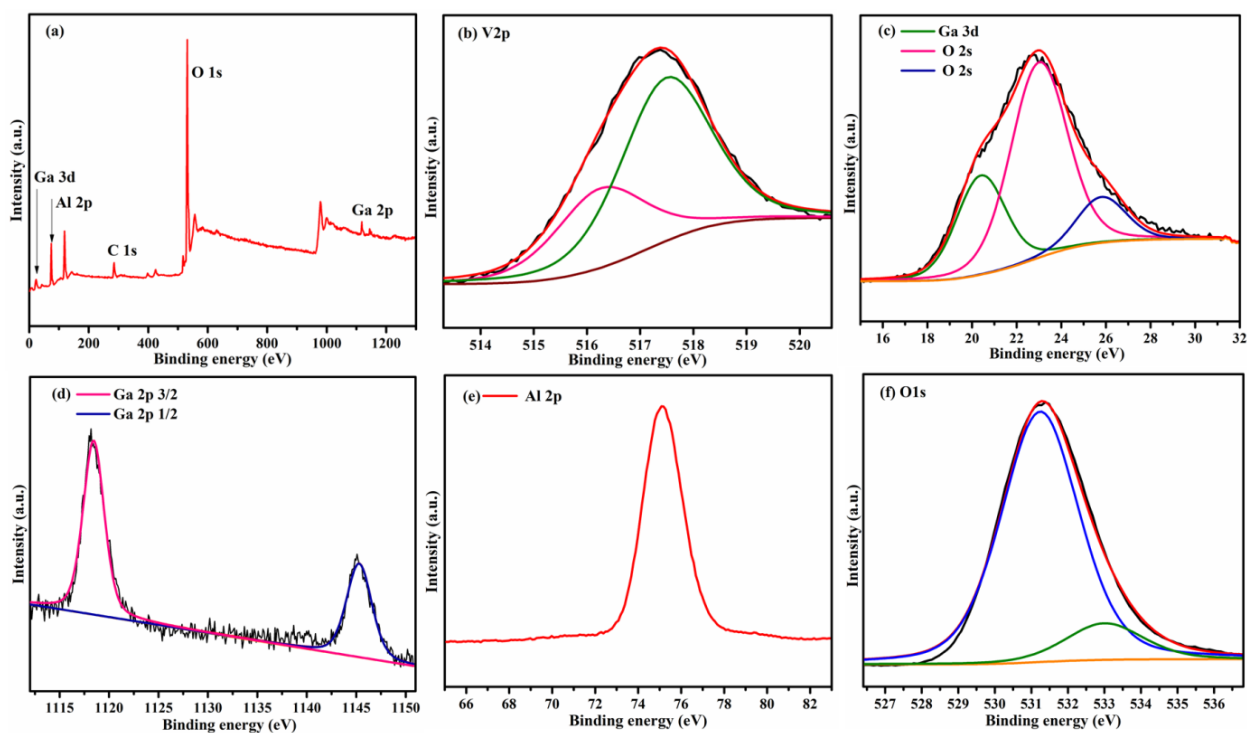 (a)
O 1s
Ga 3d
Al 2p
C 1s
Ga 2p
Intensity (a.u.)
0 200 400 600 800 1000 1200
Binding energy (eV)
(b) V2p
Intensity (a.u.)
514 515 516 517 518 519 520
Binding energy (eV)
(c)
Ga 3d
O 2s
O 2s
Intensity (a.u.)
16 18 20 22 24 26 28 30 32
Binding energy (eV)
(d)
Ga 2p 3/2
Ga 2p 1/2
Intensity (a.u.)
1115 1120 1125 1130 1135 1140 1145 1150
Binding energy (eV)
(e)
Al 2p
Intensity (a.u.)
66 68 70 72 74 76 78 80 82
Binding energy (eV)
(f) O1s
Intensity (a.u.)
527 528 529 530 531 532 533 534 535 536
Binding energy (eV)